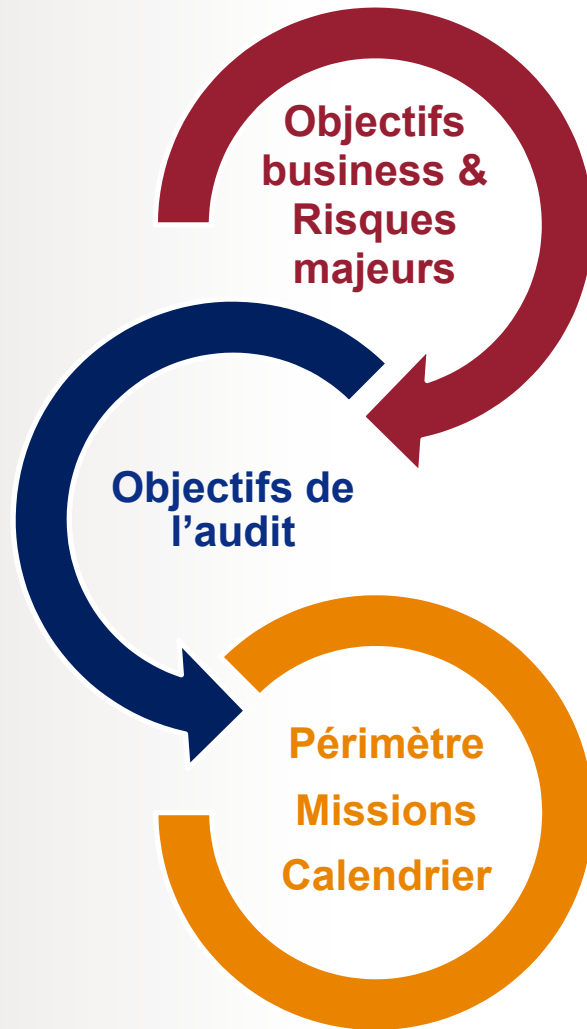 Objectifs
business &
Risques
majeurs
Objectifs de
l’audit
Périmètre
Missions
Calendrier